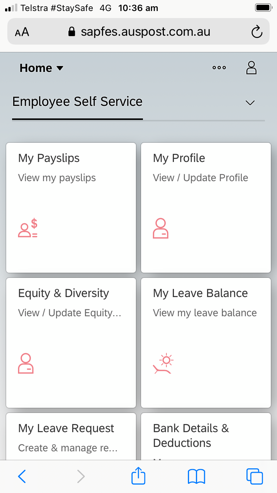 Telstra #StaySafe 4G 10:36 am
AA sapfes.auspost.com.au
Home
Employee Self Service
My Payslips
View my payslips
My Profile
View / Update Profile
Equity & Diversity
View / Update Equity...
My Leave Balance
View my leave balance
My Leave Request
Create & manage re...
Bank Details &
Deductions